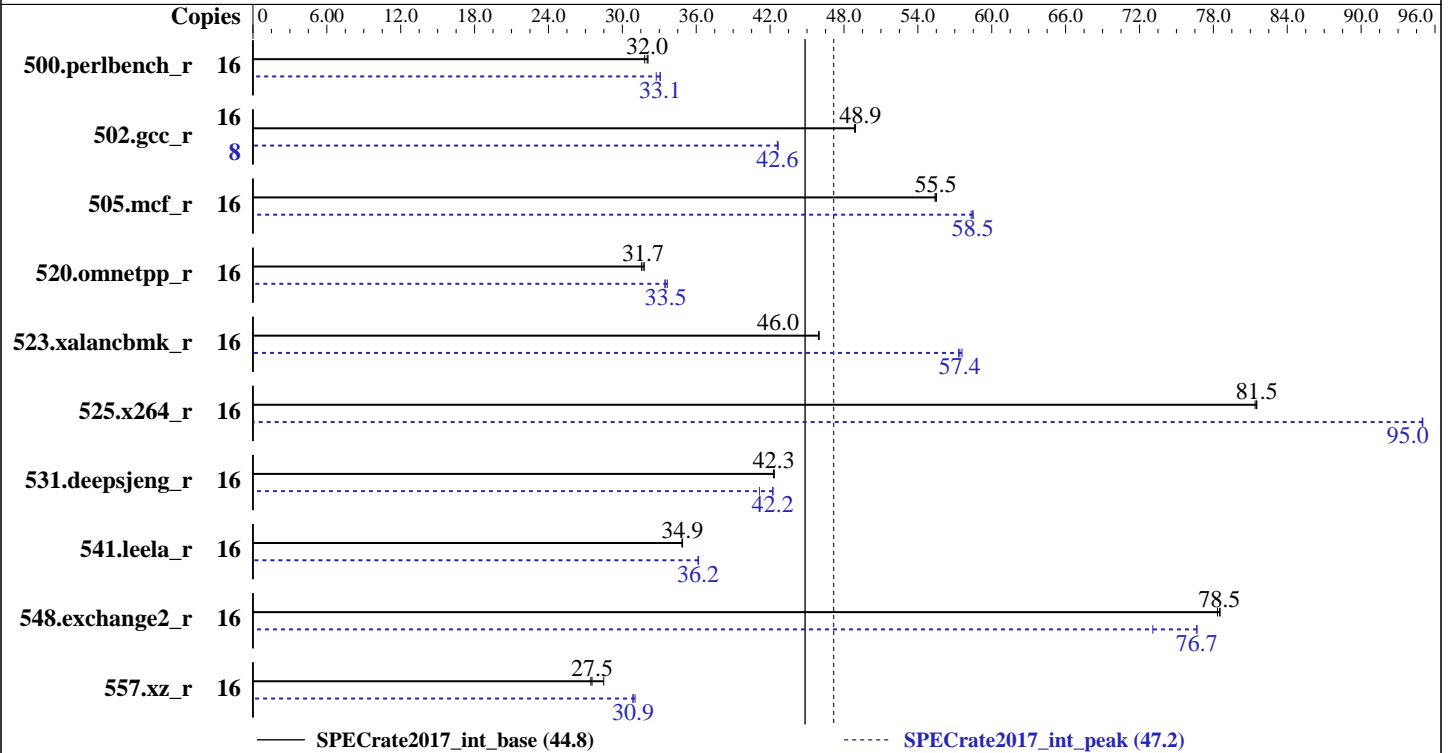 Copies 0 6.00 12.0 18.0 24.0 30.0 36.0 42.0 48.0 54.0 60.0 66.0 72.0 78.0 84.0 90.0 96.0
32.0
500.perlbench_r 16
33.1
16 48.9
502.gcc_r
8 42.6
55.5
505.mcf_r 16
58.5
31.7
520.omnetpp_r 16
33.5
46.0
523.xalancbmk_r 16
57.4
81.5
525.x264_r 16
95.0
42.3
531.deepsjeng_r 16
42.2
34.9
541.leela_r 16
36.2
78.5
548.exchange2_r 16
76.7
27.5
557.xz_r 16
30.9
SPECrate2017_int_base (44.8) SPECrate2017_int_peak (47.2)